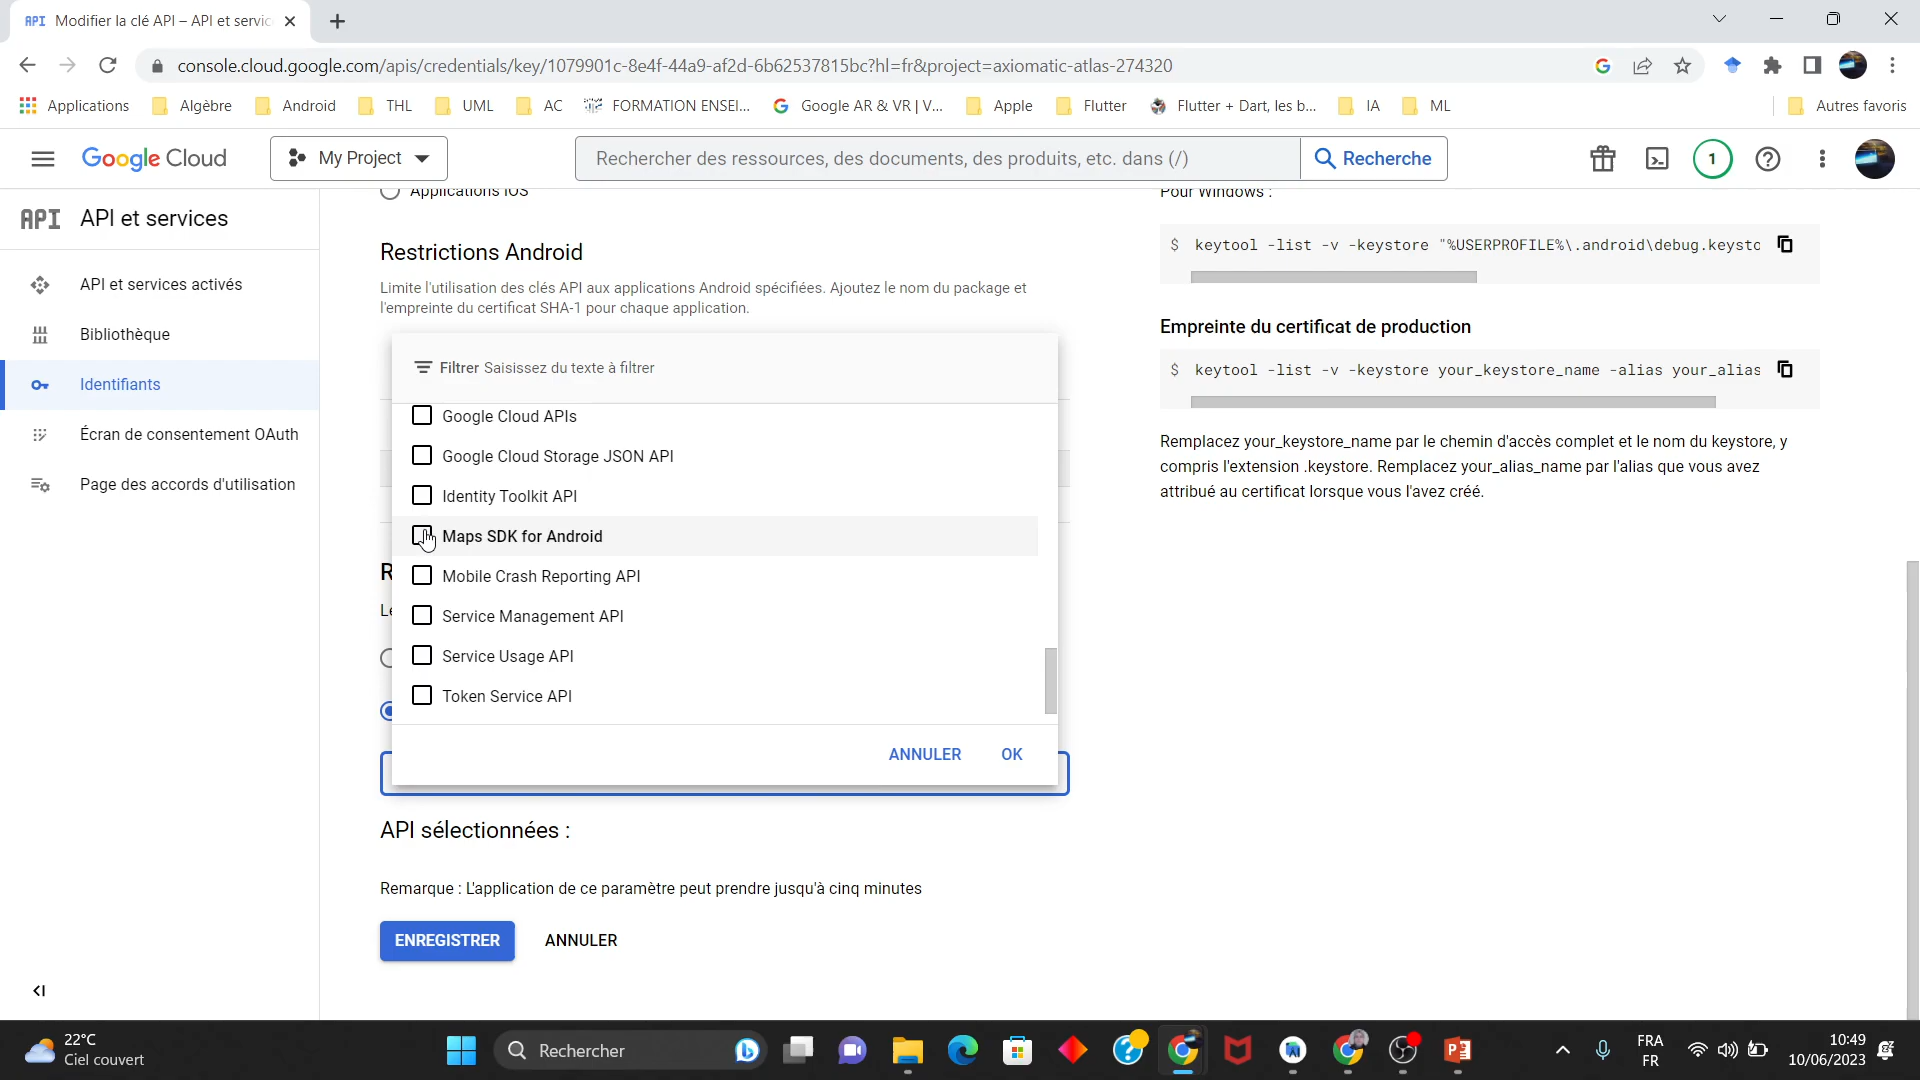 API Modifier la clé API – API et servic
console.cloud.google.com/apis/credentials/key/1079901c-8e4f-44a9-af2d-6b62537815bc?hl=fr&project=axiomatic-atlas-274320
Applications Algèbre Android THL UML AC FORMATION ENSEI... Google AR & VR | V... Apple Flutter Flutter + Dart, les b... IA ML Autres favoris
Google Cloud My Project Rechercher des ressources, des documents, des produits, etc. dans (/) Recherche 1
API API et services
API et services activés
Bibliothèque
Identifiants
Écran de consentement OAuth
Page des accords d'utilisation
Applications iOS
Restrictions Android
Limite l'utilisation des clés API aux applications Android spécifiées. Ajoutez le nom du package et
l'empreinte du certificat SHA-1 pour chaque application.
Filtrer Saisissez du texte à filtrer
Google Cloud APIs
Google Cloud Storage JSON API
Identity Toolkit API
Maps SDK for Android
Mobile Crash Reporting API
Service Management API
Service Usage API
Token Service API
ANNULER OK
API sélectionnées :
Remarque : L'application de ce paramètre peut prendre jusqu'à cinq minutes
ENREGISTRER ANNULER
Pour Windows :
$ keytool -list -v -keystore "%USERPROFILE%\.android\debug.keysto
Empreinte du certificat de production
$ keytool -list -v -keystore your_keystore_name -alias your_alias
Remplacez your_keystore_name par le chemin d'accès complet et le nom du keystore, y
compris l'extension .keystore. Remplacez your_alias_name par l'alias que vous avez
attribué au certificat lorsque vous l'avez créé.
22°C
Ciel couvert
Rechercher
FRA
FR
10:49
10/06/2023